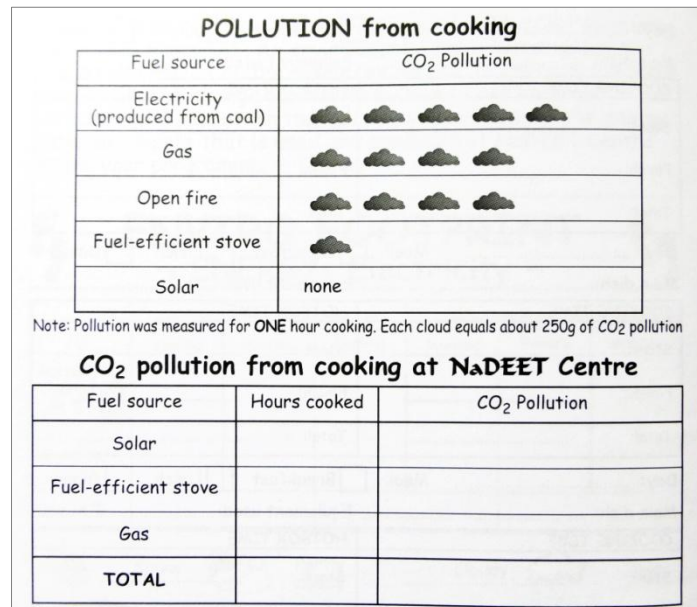 POLLUTION from cooking
Fuel source CO₂ Pollution
Electricity
(produced from coal)
Gas
Open fire
Fuel-efficient stove
Solar none
Note: Pollution was measured for ONE hour cooking. Each cloud equals about 250g of CO₂ pollution
CO₂ pollution from cooking at NaDEET Centre
Fuel source Hours cooked CO₂ Pollution
Solar
Fuel-efficient stove
Gas
TOTAL